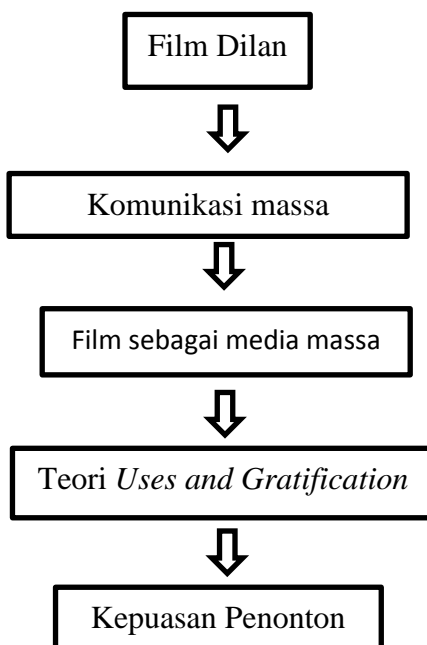 Film Dilan
Komunikasi massa
Film sebagai media massa
Teori Uses and Gratification
Kepuasan Penonton